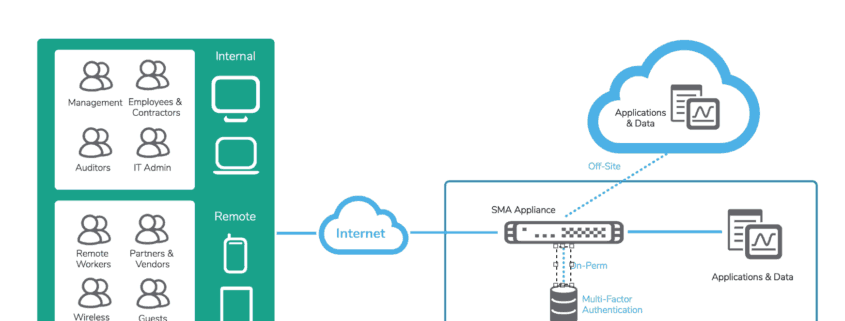 Internal
Management
Employees &
Contractors
Auditors
IT Admin
Remote
Remote
Workers
Partners &
Vendors
Wireless
Guests
Internet
Applications
& Data
Off-Site
SMA Appliance
On-Perm
Multi-Factor
Authentication
Applications & Data